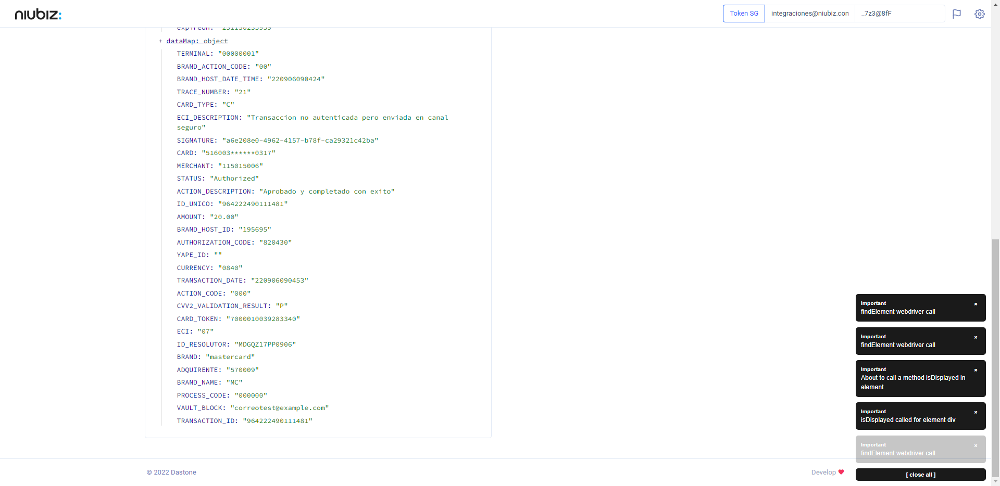 niubiz:
Token SG
integraciones@niubiz.con
_7z3@8fF
expireOn: "231130235959"
+ dataMap: object
TERMINAL: "00000001"
BRAND_ACTION_CODE: "00"
BRAND_HOST_DATE_TIME: "220906090424"
TRACE_NUMBER: "21"
CARD_TYPE: "C"
ECI_DESCRIPTION: "Transaccion no autenticada pero enviada en canal
seguro"
SIGNATURE: "a6e208e0-4962-4157-b78f-ca29321c42ba"
CARD: "516003******0317"
MERCHANT: "115015006"
STATUS: "Authorized"
ACTION_DESCRIPTION: "Aprobado y completado con exito"
ID_UNICO: "964222490111481"
AMOUNT: "20.00"
BRAND_HOST_ID: "195695"
AUTHORIZATION_CODE: "820430"
YAPE_ID: ""
CURRENCY: "0840"
TRANSACTION_DATE: "220906090453"
ACTION_CODE: "000"
CVV2_VALIDATION_RESULT: "P"
CARD_TOKEN: "7000010039283340"
ECI: "07"
ID_RESOLUTOR: "MDGQZ17PP0906"
BRAND: "mastercard"
ADQUIRENTE: "570009"
BRAND_NAME: "MC"
PROCESS_CODE: "000000"
VAULT_BLOCK: "correotest@example.com"
TRANSACTION_ID: "964222490111481"
Important ×
findElement webdriver call
Important ×
findElement webdriver call
Important ×
About to call a method isDisplayed in
element
Important ×
isDisplayed called for element div
Important ×
findElement webdriver call
[ close all ]
© 2022 Dastone
Develop ♥